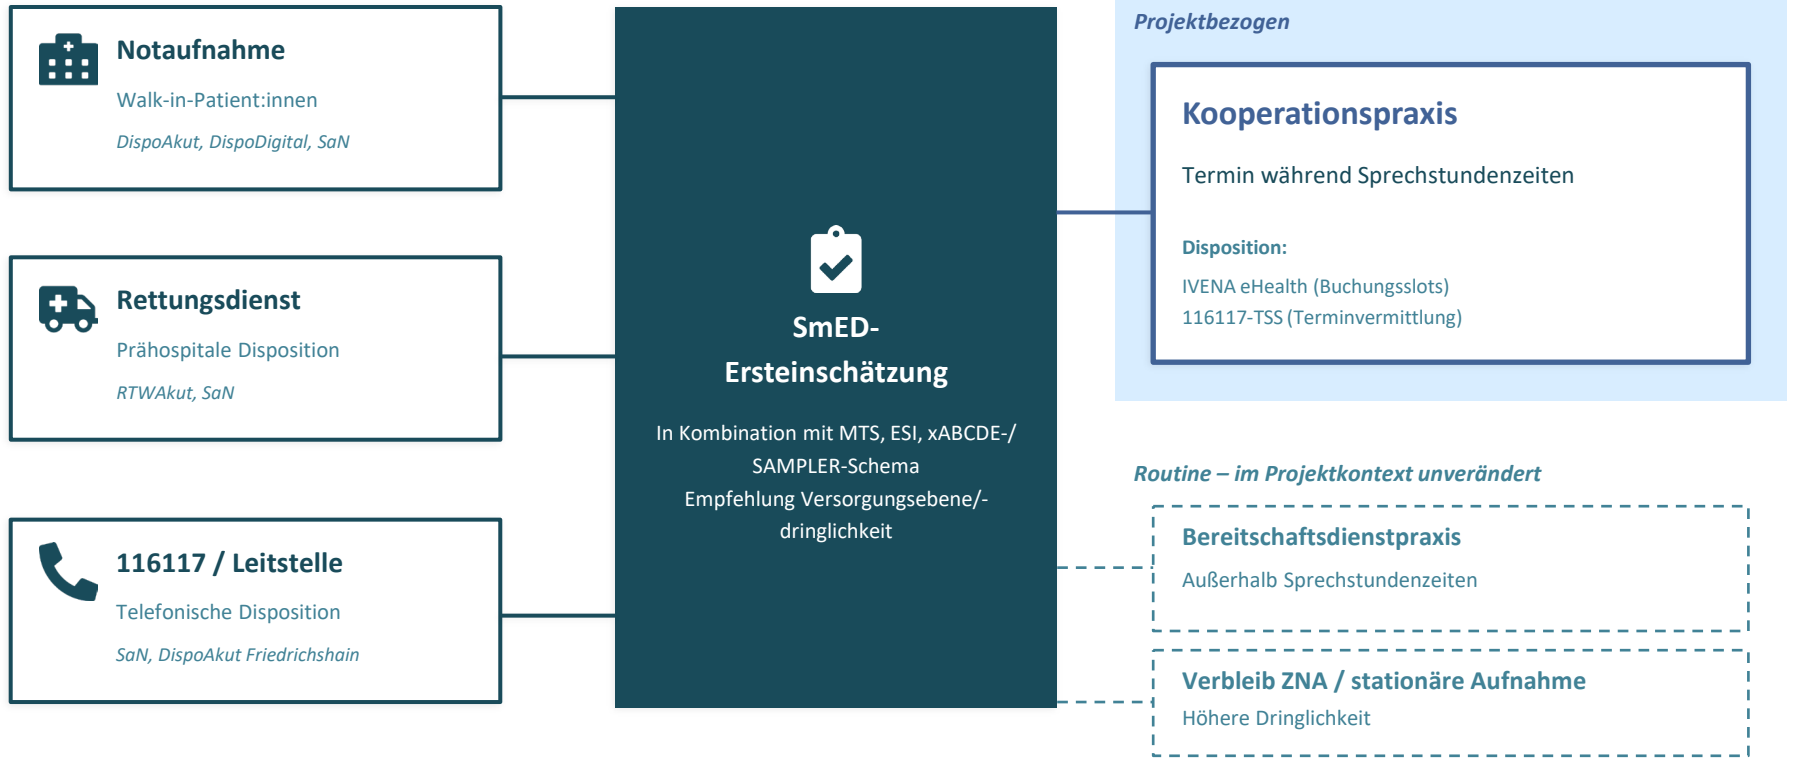 Notaufnahme
Walk-in-Patient:innen
DispoAkut, DispoDigital, SaN
Rettungsdienst
Prähospitale Disposition
RTWAkut, SaN
116117 / Leitstelle
Telefonische Disposition
SaN, DispoAkut Friedrichshain
SmED-
Ersteinschätzung
In Kombination mit MTS, ESI, xABCDE-/
SAMPLER-Schema
Empfehlung Versorgungsebene/-
dringlichkeit
Projektbezogen
Kooperationspraxis
Termin während Sprechstundenzeiten
Disposition:
IVENA eHealth (Buchungsslots)
116117-TSS (Terminvermittlung)
Routine – im Projektkontext unverändert
Bereitschaftsdienstpraxis
Außerhalb Sprechstundenzeiten
Verbleib ZNA / stationäre Aufnahme
Höhere Dringlichkeit